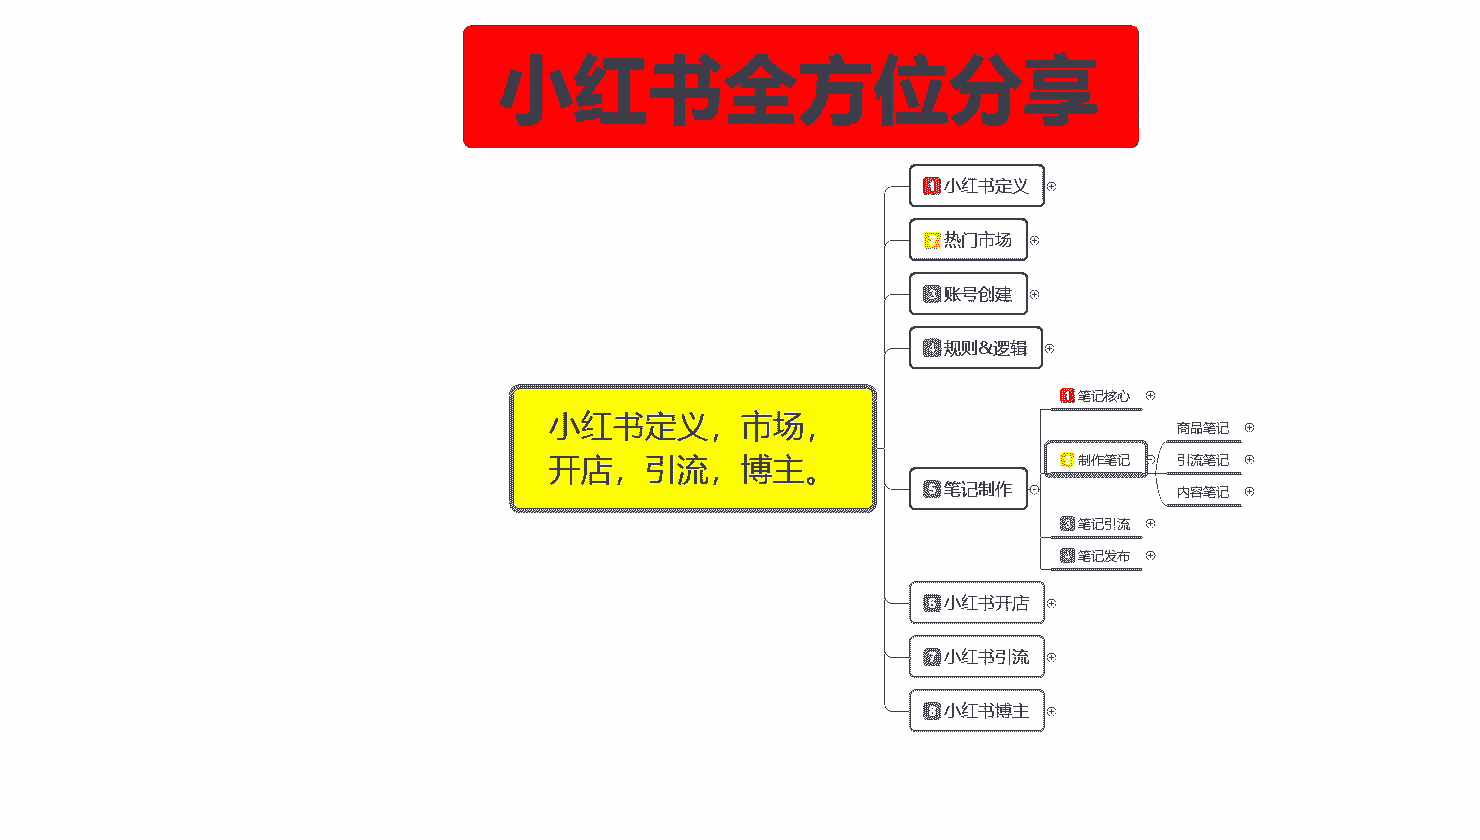 小红书全方位分享
小红书定义，市场，
开店，引流，博主。
1 小红书定义
2 热门市场
3 账号创建
4 规则&逻辑
5 笔记制作
1 笔记核心
2 制作笔记
商品笔记
引流笔记
内容笔记
3 笔记引流
4 笔记发布
6 小红书开店
7 小红书引流
8 小红书博主